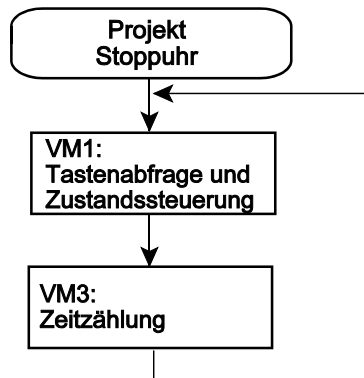 Projekt
Stoppuhr
VM1:
Tastenabfrage und
Zustandssteuerung
VM3:
Zeitzählung